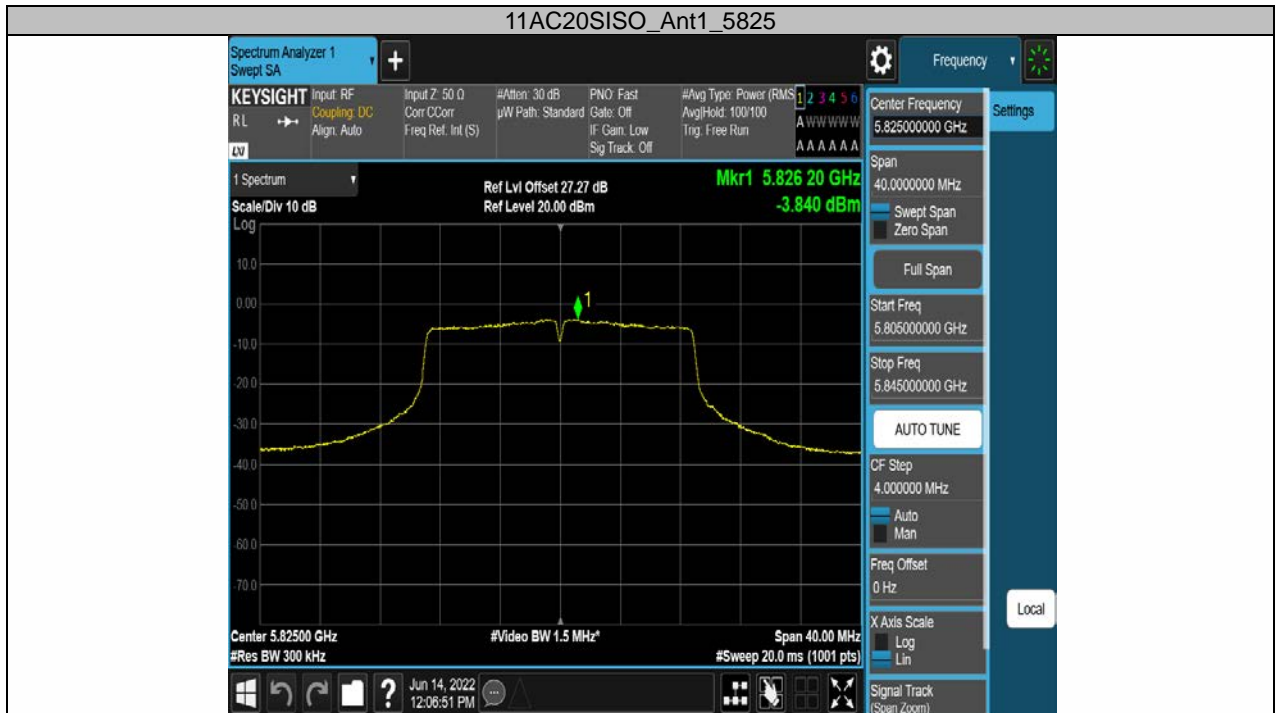 11AC20SISO_Ant1_5825
Spectrum Analyzer 1
Swept SA
Frequency
KEYSIGHT
RL
LXI
Input: RF
Coupling: DC
Align: Auto
Input Z: 50 Ω
Corr CCorr
Freq Ref: Int (S)
#Atten: 30 dB
µW Path: Standard
PNO: Fast
Gate: Off
IF Gain: Low
Sig Track: Off
#Avg Type: Power (RMS
Avg|Hold: 100/100
Trig: Free Run
1 2 3 4 5 6
A W W W W W
A A A A A A
1 Spectrum
Scale/Div 10 dB
Ref Lvl Offset 27.27 dB
Ref Level 20.00 dBm
Mkr1 5.826 20 GHz
-3.840 dBm
Log
10.0
0.00
-10.0
-20.0
-30.0
-40.0
-50.0
-60.0
-70.0
1
Center 5.82500 GHz
#Res BW 300 kHz
#Video BW 1.5 MHz*
Span 40.00 MHz
#Sweep 20.0 ms (1001 pts)
Jun 14, 2022
12:06:51 PM
Center Frequency
5.825000000 GHz
Span
40.0000000 MHz
Swept Span
Zero Span
Full Span
Start Freq
5.805000000 GHz
Stop Freq
5.845000000 GHz
AUTO TUNE
CF Step
4.000000 MHz
Auto
Man
Freq Offset
0 Hz
X Axis Scale
Log
Lin
Signal Track
(Span Zoom)
Settings
Local